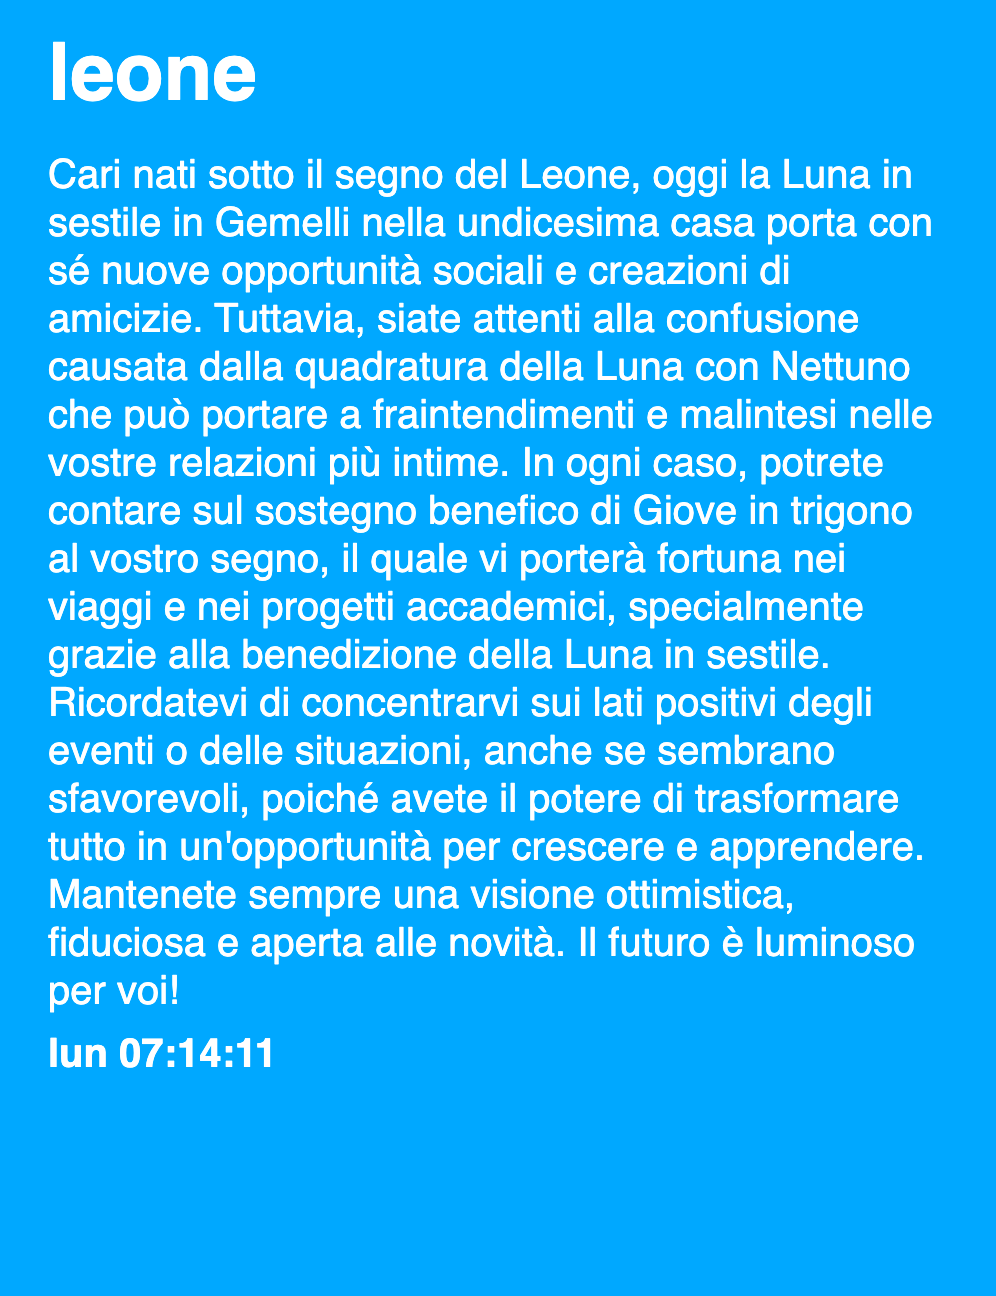 leone
Cari nati sotto il segno del Leone, oggi la Luna in
sestile in Gemelli nella undicesima casa porta con
sé nuove opportunità sociali e creazioni di
amicizie. Tuttavia, siate attenti alla confusione
causata dalla quadratura della Luna con Nettuno
che può portare a fraintendimenti e malintesi nelle
vostre relazioni più intime. In ogni caso, potrete
contare sul sostegno benefico di Giove in trigono
al vostro segno, il quale vi porterà fortuna nei
viaggi e nei progetti accademici, specialmente
grazie alla benedizione della Luna in sestile.
Ricordatevi di concentrarvi sui lati positivi degli
eventi o delle situazioni, anche se sembrano
sfavorevoli, poiché avete il potere di trasformare
tutto in un'opportunità per crescere e apprendere.
Mantenete sempre una visione ottimistica,
fiduciosa e aperta alle novità. Il futuro è luminoso
per voi!
lun 07:14:11